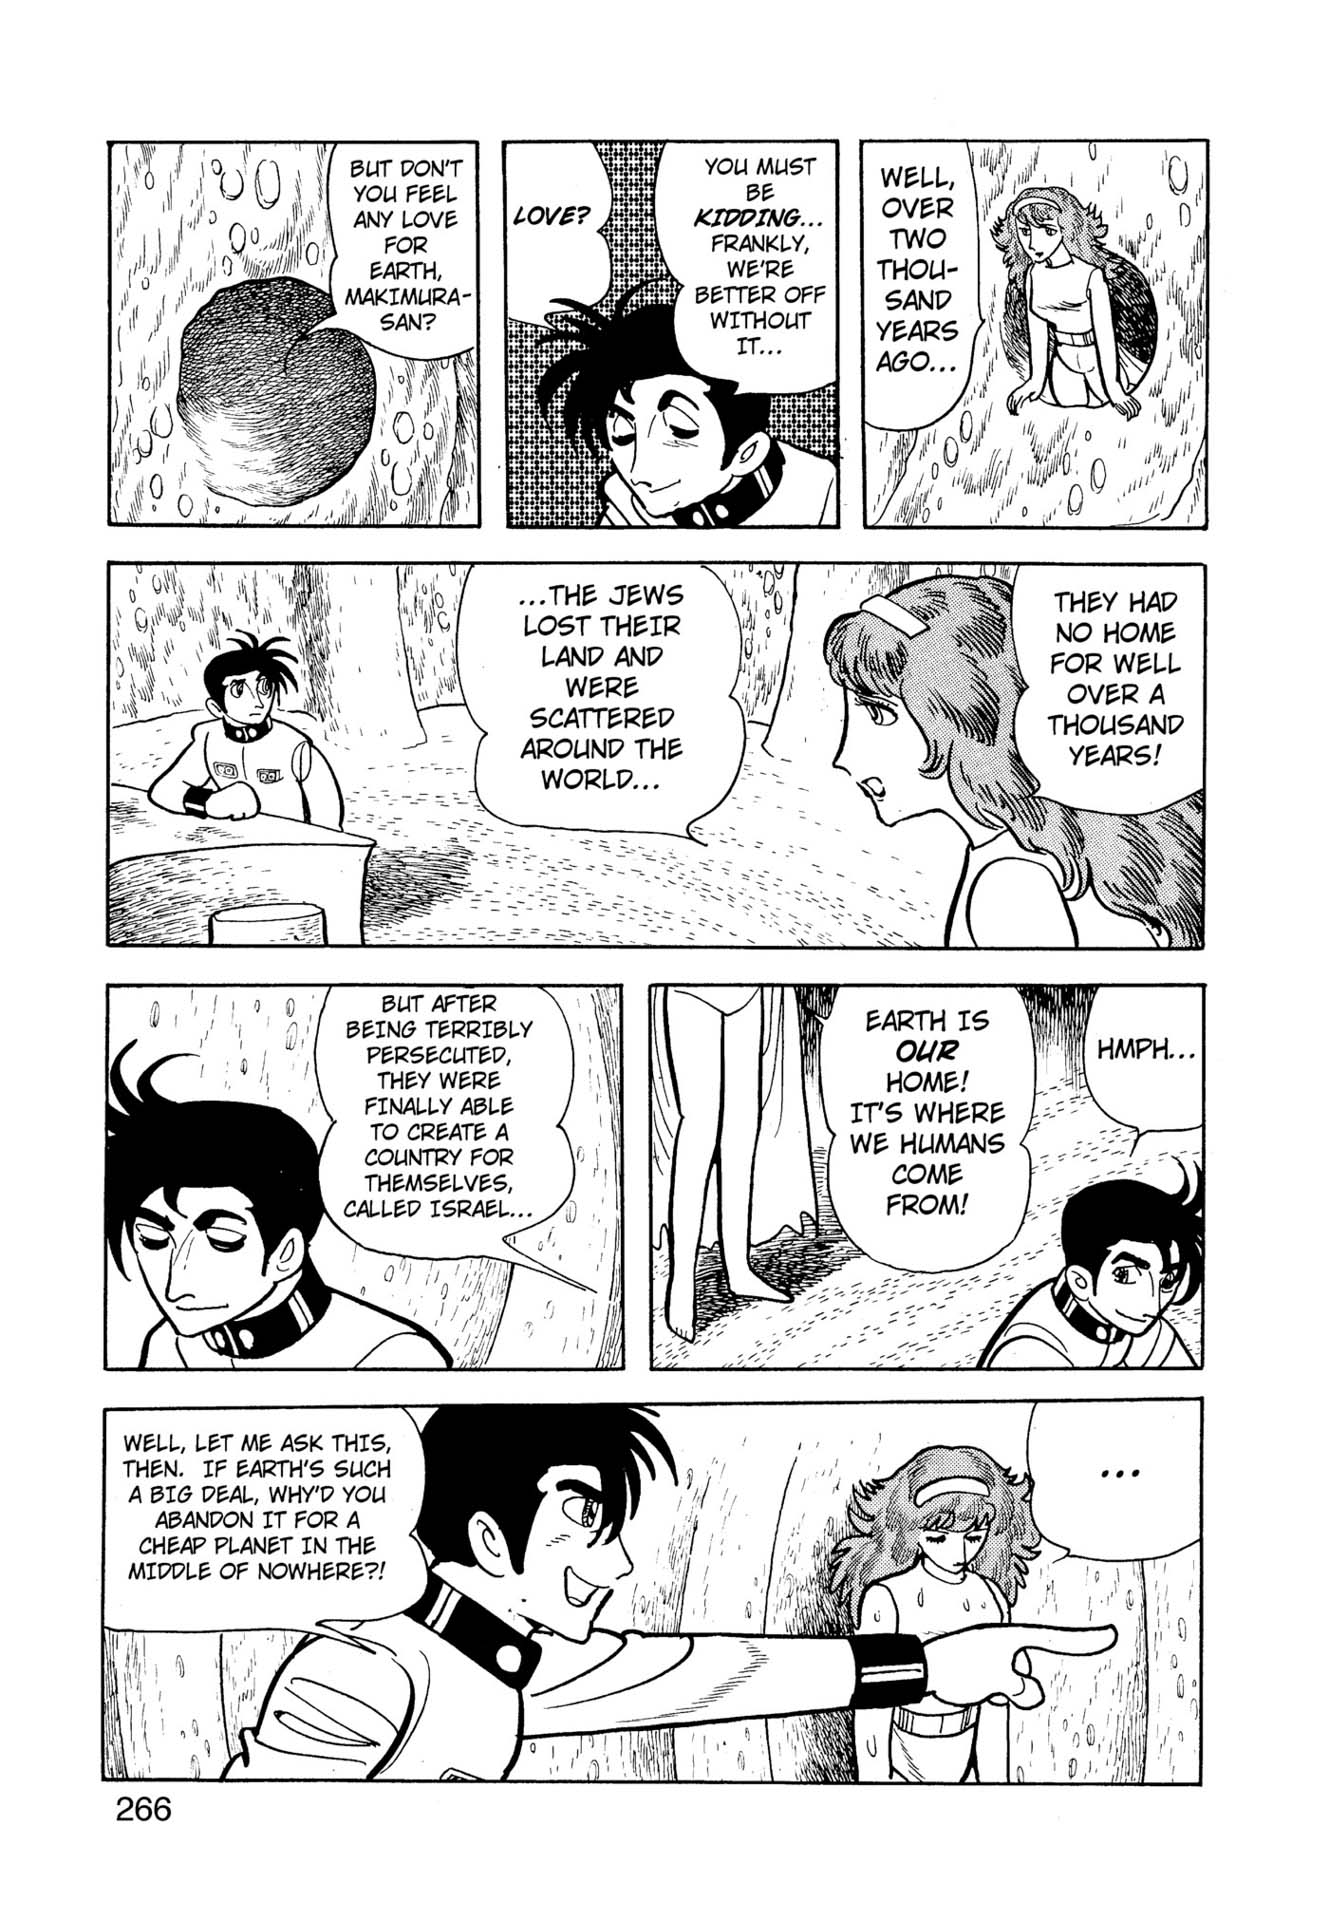 BUT DON'T
YOU FEEL
ANY LOVE
FOR
EARTH,
MAKIMURA-
SAN?
LOVE?
YOU MUST
BE
KIDDING...
FRANKLY,
WE'RE
BETTER OFF
WITHOUT
IT...
WELL,
OVER
TWO
THOU-
SAND
YEARS
AGO...
...THE JEWS
LOST THEIR
LAND AND
WERE
SCATTERED
AROUND THE
WORLD...
THEY HAD
NO HOME
FOR WELL
OVER A
THOUSAND
YEARS!
BUT AFTER
BEING TERRIBLY
PERSECUTED,
THEY WERE
FINALLY ABLE
TO CREATE A
COUNTRY FOR
THEMSELVES,
CALLED ISRAEL...
EARTH IS
OUR
HOME!
IT'S WHERE
WE HUMANS
COME
FROM!
HMPH...
WELL, LET ME ASK THIS,
THEN. IF EARTH'S SUCH
A BIG DEAL, WHY'D YOU
ABANDON IT FOR A
CHEAP PLANET IN THE
MIDDLE OF NOWHERE?!
...
266